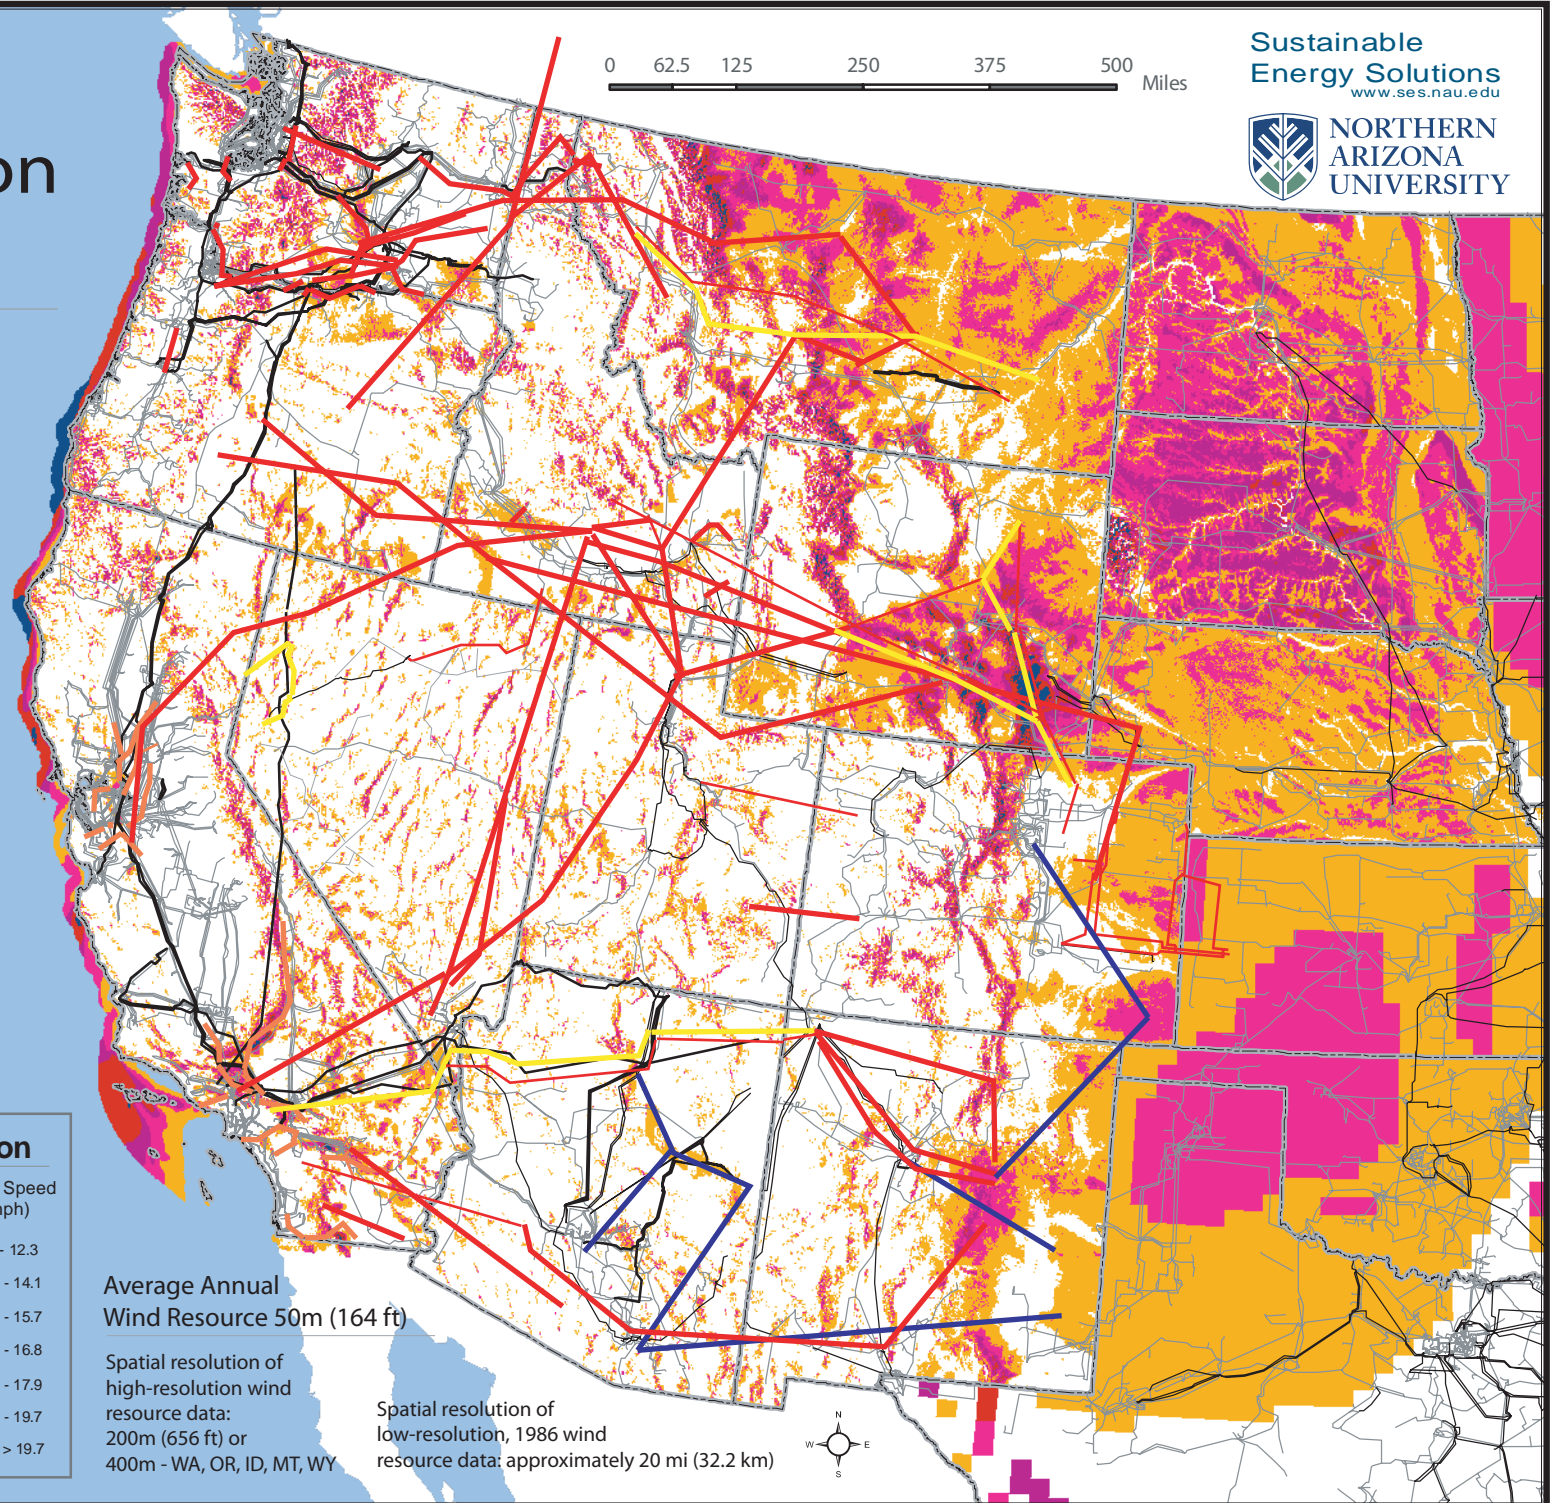 on
0 62.5 125 250 375 500 Miles
Sustainable
Energy Solutions
www.ses.nau.edu
NORTHERN
ARIZONA
UNIVERSITY
on
Speed
- 12.3
- 14.1
- 15.7
- 16.8
- 17.9
- 19.7
> 19.7
Average Annual
Wind Resource 50m (164 ft)
Spatial resolution of
high-resolution wind
resource data:
200m (656 ft) or
400m - WA, OR, ID, MT, WY
Spatial resolution of
low-resolution, 1986 wind
resource data: approximately 20 mi (32.2 km)
N
W E
S